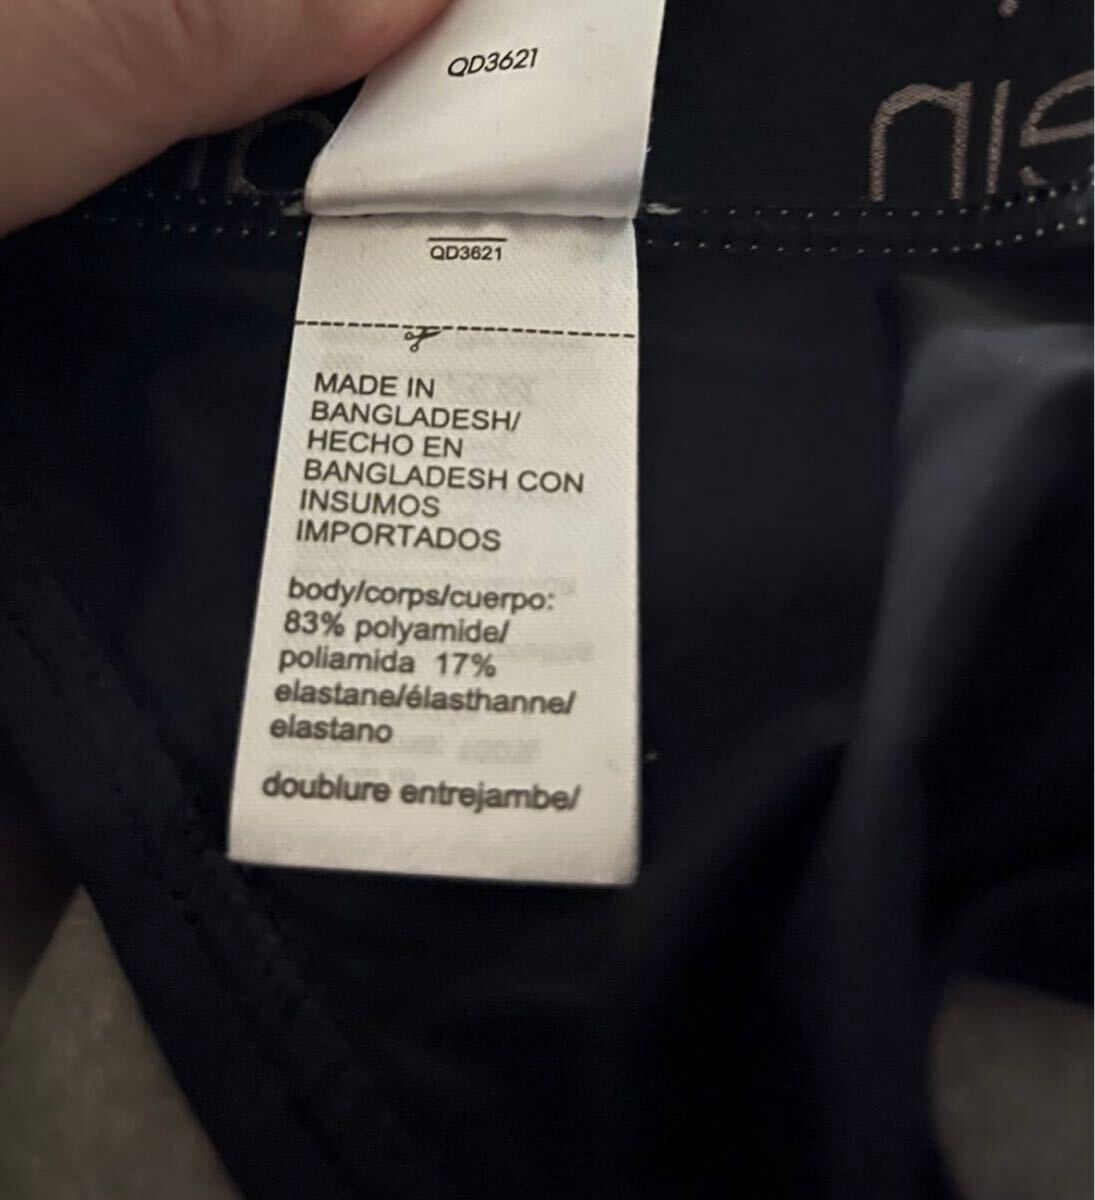 QD3621
QD3621
MADE IN
BANGLADESH/
HECHO EN
BANGLADESH CON
INSUMOS
IMPORTADOS
body/corps/cuerpo:
83% polyamide/
poliamida 17%
elastane/élasthanne/
elastano
doublure entrejambe/